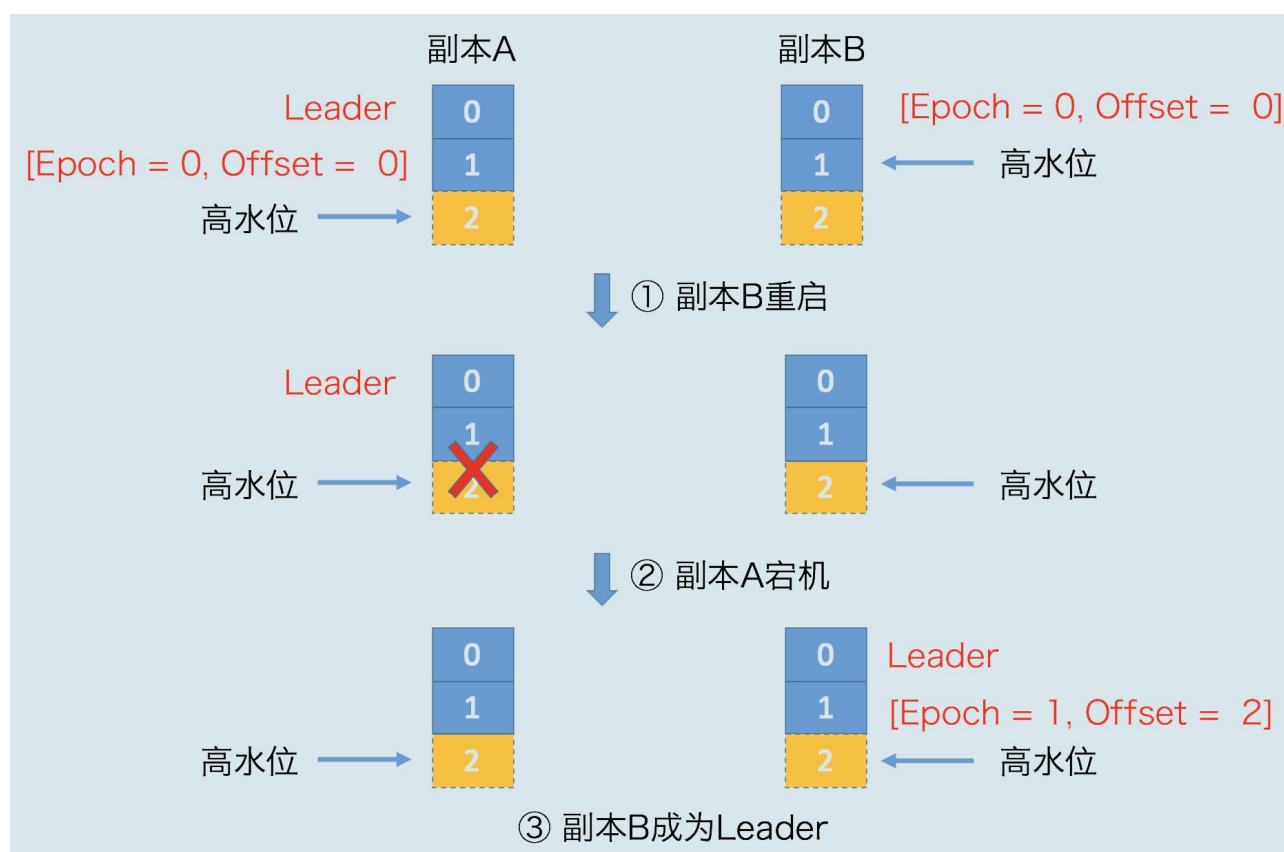 副本A
副本B
Leader
[Epoch = 0, Offset = 0]
高水位
0
1
2
0
1
2
[Epoch = 0, Offset = 0]
高水位
① 副本B重启
Leader
高水位
0
1
2
0
1
2
高水位
② 副本A宕机
高水位
0
1
2
0
1
2
Leader
[Epoch = 1, Offset = 2]
高水位
③ 副本B成为Leader